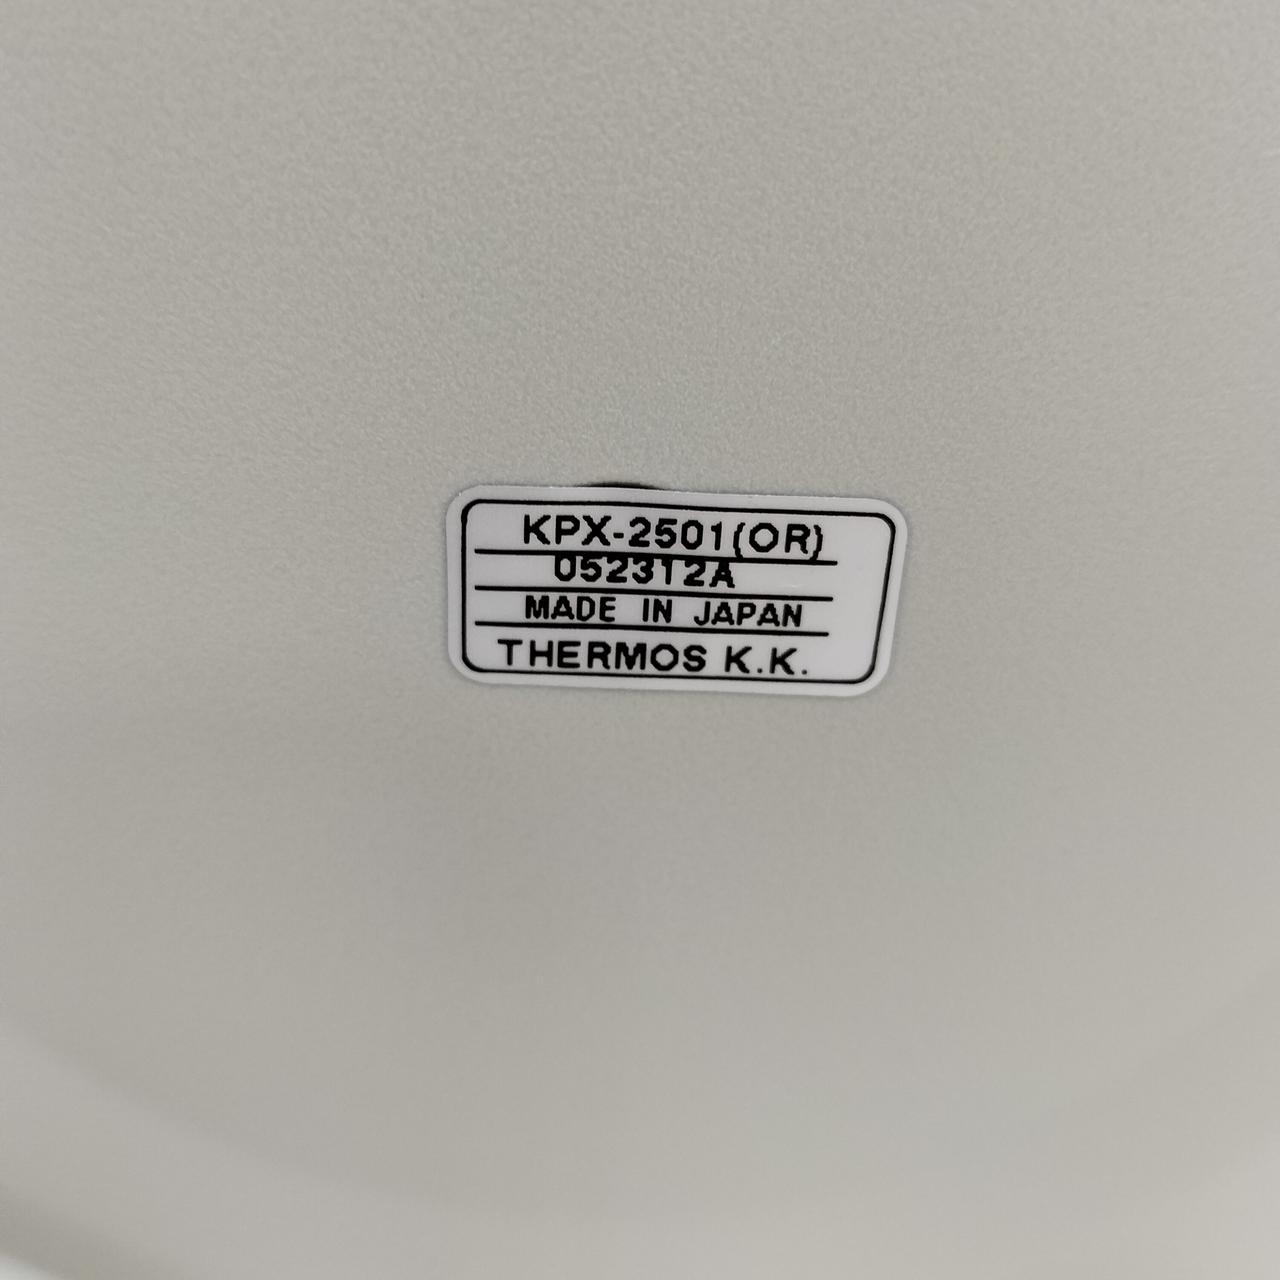 KPX-2501(OR)
052312A
MADE IN JAPAN
THERMOS K.K.